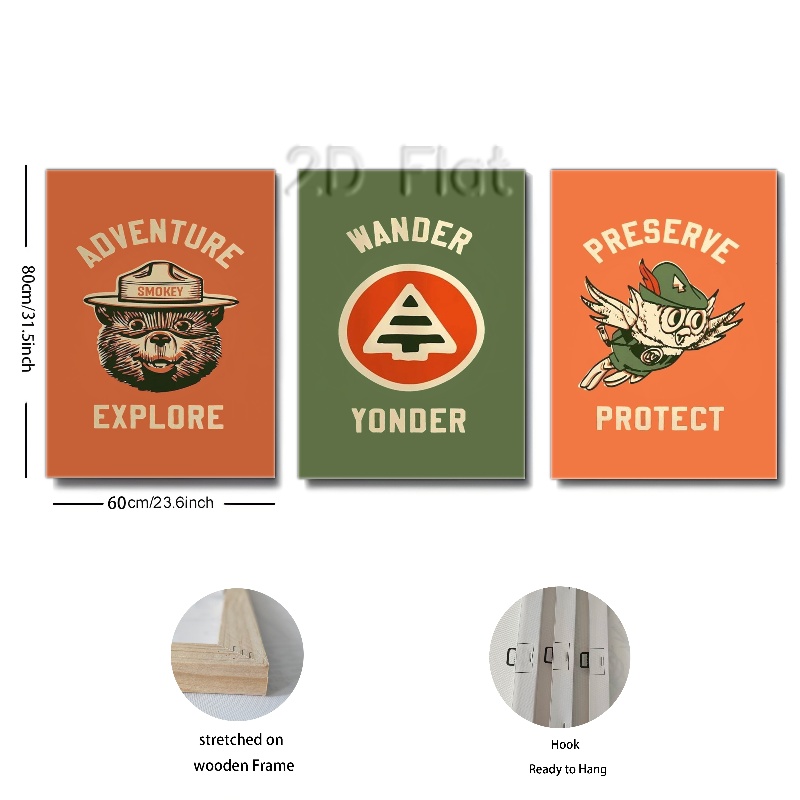 2D Flat
ADVENTURE
SMOKEY
EXPLORE
WANDER
YONDER
PRESERVE
PROTECT
80cm/31.5inch
60cm/23.6inch
stretched on
wooden Frame
Hook
Ready to Hang